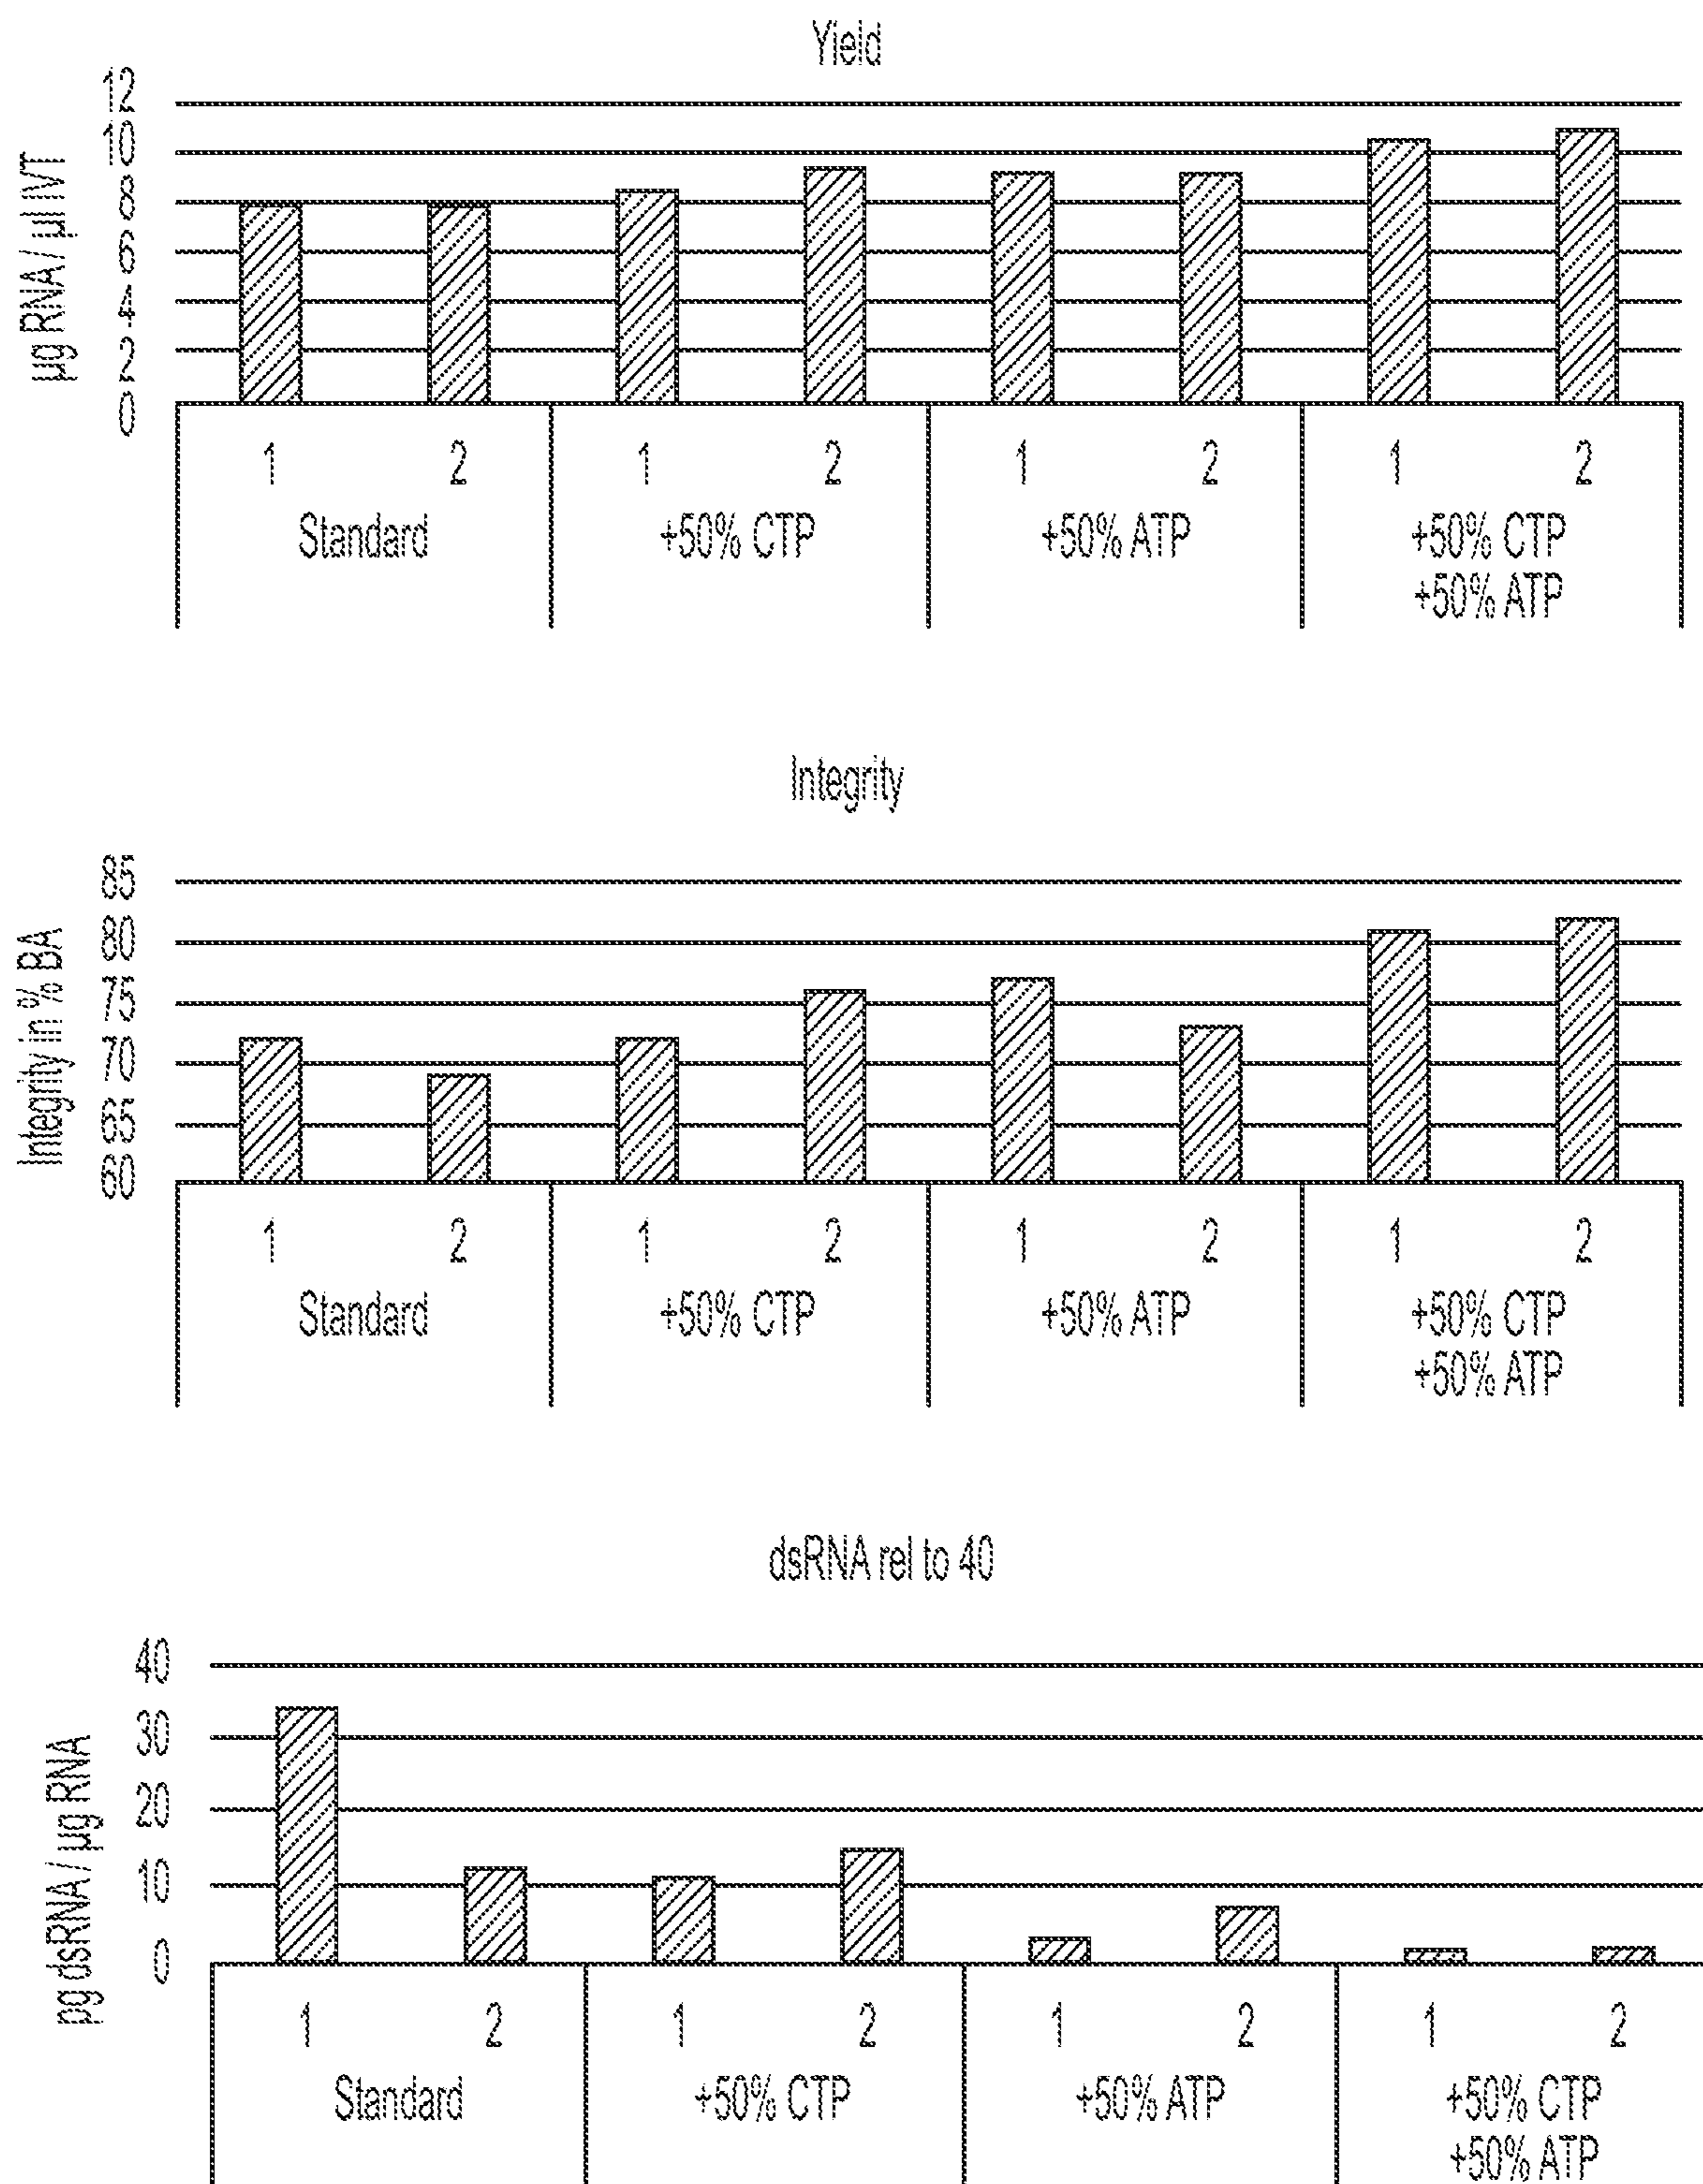 Yield
µg RNA / µl IVT
12
10
8
6
4
2
0
1 2 1 2 1 2 1 2
Standard +50% CTP +50% ATP +50% CTP
+50% ATP
Integrity
Integrity in % BA
85
80
75
70
65
60
1 2 1 2 1 2 1 2
Standard +50% CTP +50% ATP +50% CTP
+50% ATP
dsRNA rel to 40
pg dsRNA / µg RNA
40
30
20
10
0
1 2 1 2 1 2 1 2
Standard +50% CTP +50% ATP +50% CTP
+50% ATP